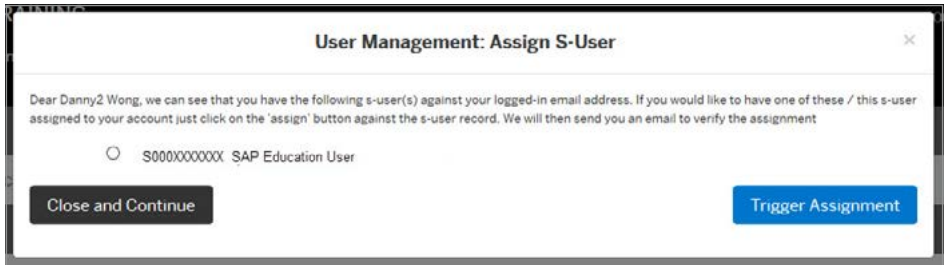 User Management: Assign S-User
×
Dear Danny2 Wong, we can see that you have the following s-user(s) against your logged-in email address. If you would like to have one of these / this s-user
assigned to your account just click on the 'assign' button against the s-user record. We will then send you an email to verify the assignment
S000XXXXXXX SAP Education User
Close and Continue
Trigger Assignment